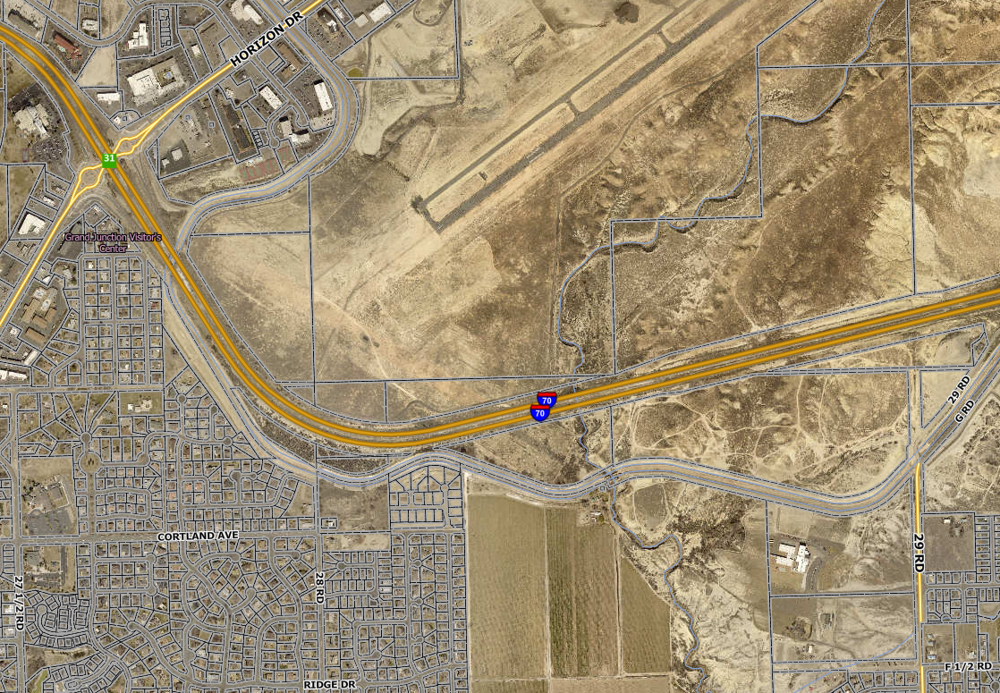 HORIZON DR
31
Grand Junction Visitor's
Center
70
70
29 RD
G RD
CORTLAND AVE
29 RD
27 1/2 RD
28 RD
F 1/2 RD
RIDGE DR